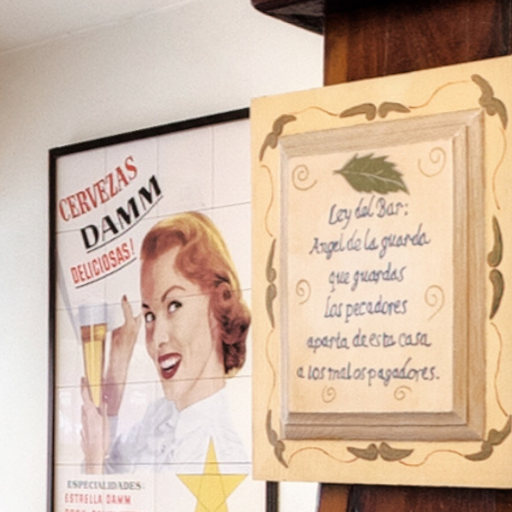 CERVEZAS
DAMM
DELICIOSAS!
ESPECIALIDADES:
ESTRELLA DAMM
Ley del Bar:
Angel de la guarda
que guardas
los pecadores
aparta de esta casa
a los malos pagadores.